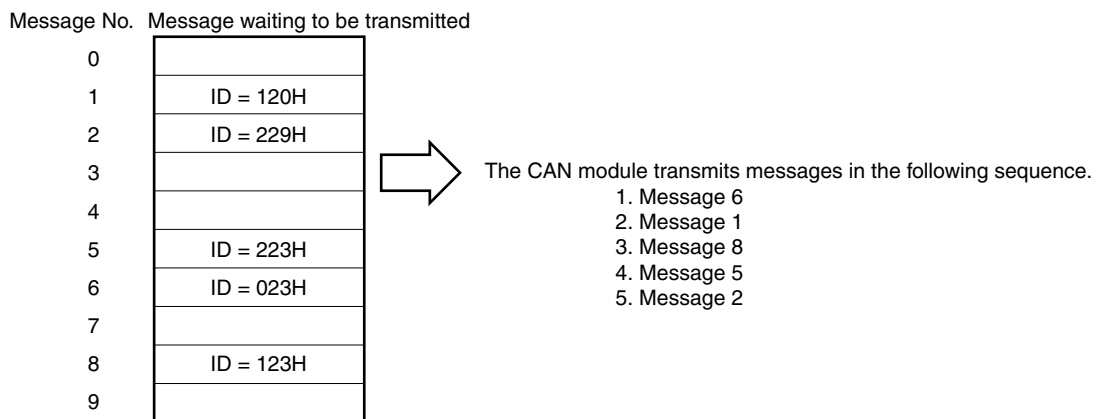 Message No. Message waiting to be transmitted
0
1 ID = 120H
2 ID = 229H
3
4
5 ID = 223H
6 ID = 023H
7
8 ID = 123H
9
The CAN module transmits messages in the following sequence.
1. Message 6
2. Message 1
3. Message 8
4. Message 5
5. Message 2